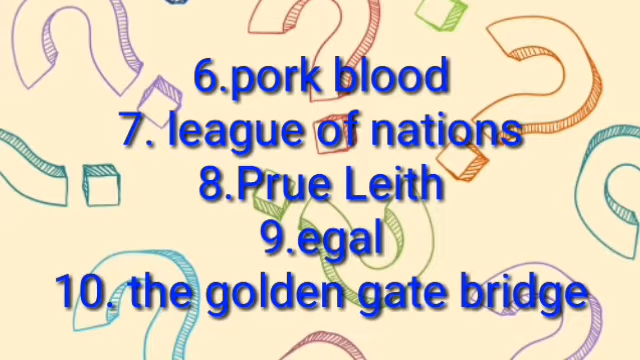 6.pork blood
7. league of nations
8.Prue Leith
9.egal
10. the golden gate bridge